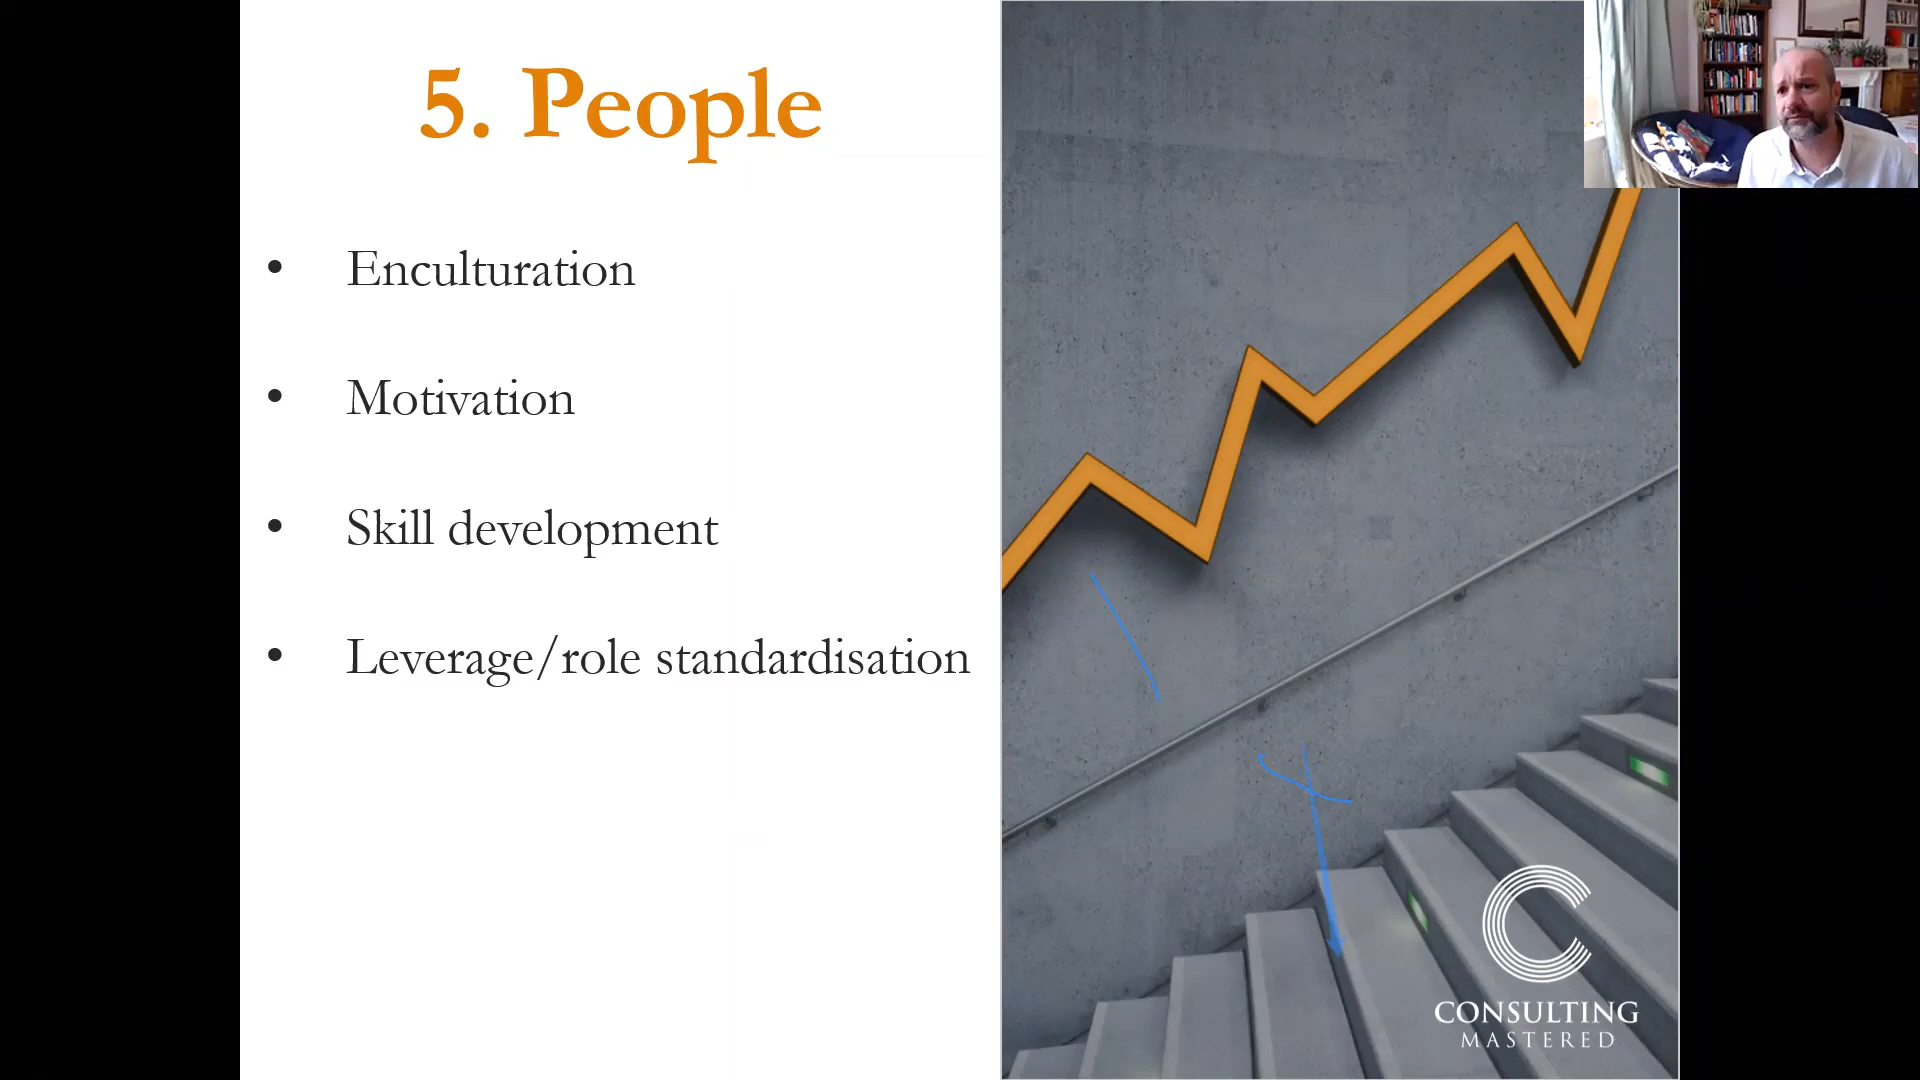 5. People
• Enculturation
• Motivation
• Skill development
• Leverage/role standardisation
CONSULTING
MASTERED